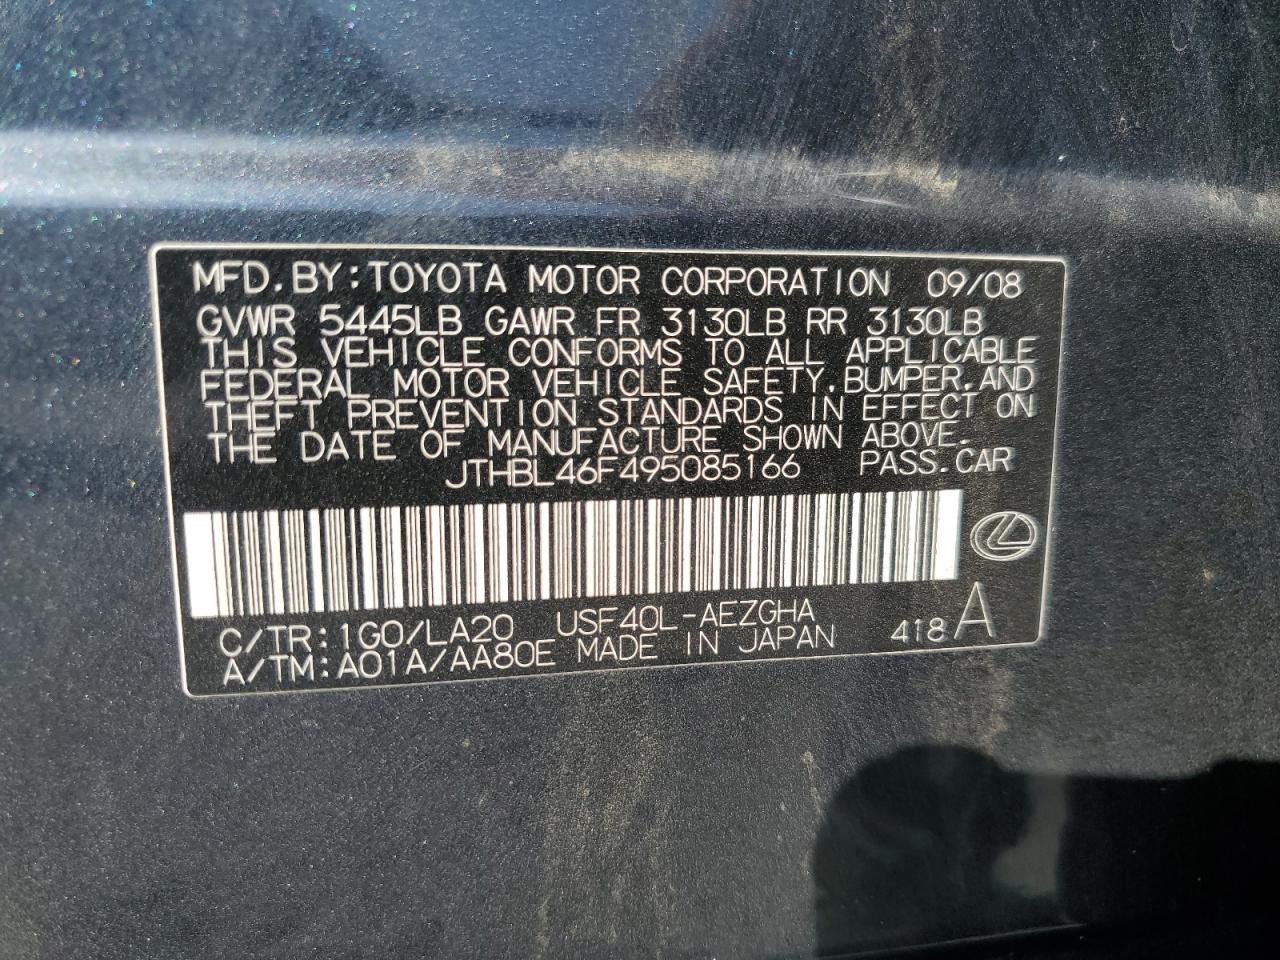 MFD. BY: TOYOTA MOTOR CORPORATION 09/08
GVWR 5445LB GAWR FR 3130LB RR 3130LB
THIS VEHICLE CONFORMS TO ALL APPLICABLE
FEDERAL MOTOR VEHICLE SAFETY, BUMPER, AND
THEFT PREVENTION STANDARDS IN EFFECT ON
THE DATE OF MANUFACTURE SHOWN ABOVE.
JTHBL46F495085166 PASS. CAR
C/TR: 1G0/LA20 USF40L-AEZGHA
A/TM: A01A/AA80E MADE IN JAPAN 418 A